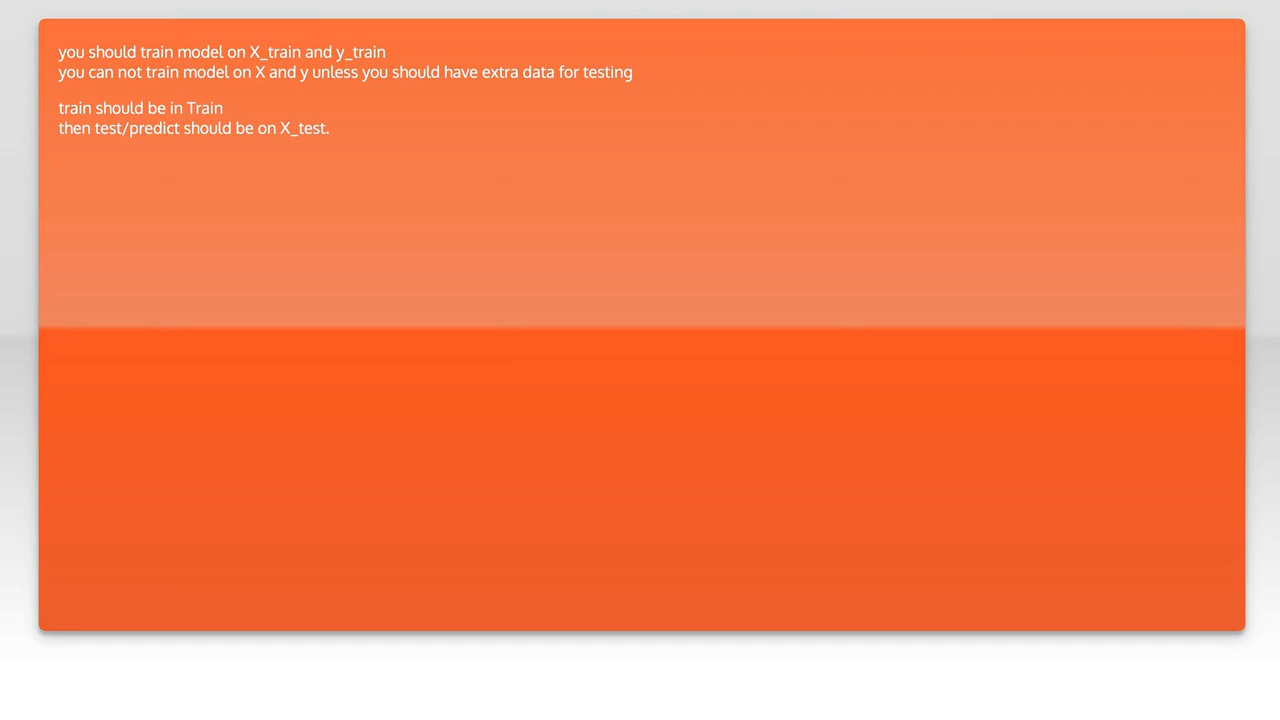 you should train model on X_train and y_train
you can not train model on X and y unless you should have extra data for testing
train should be in Train
then test/predict should be on X_test.